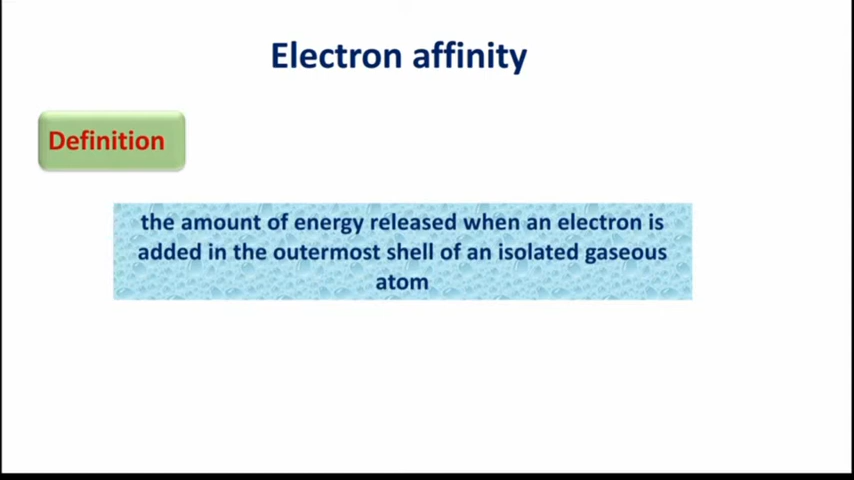 Electron affinity
Definition
the amount of energy released when an electron is
added in the outermost shell of an isolated gaseous
atom